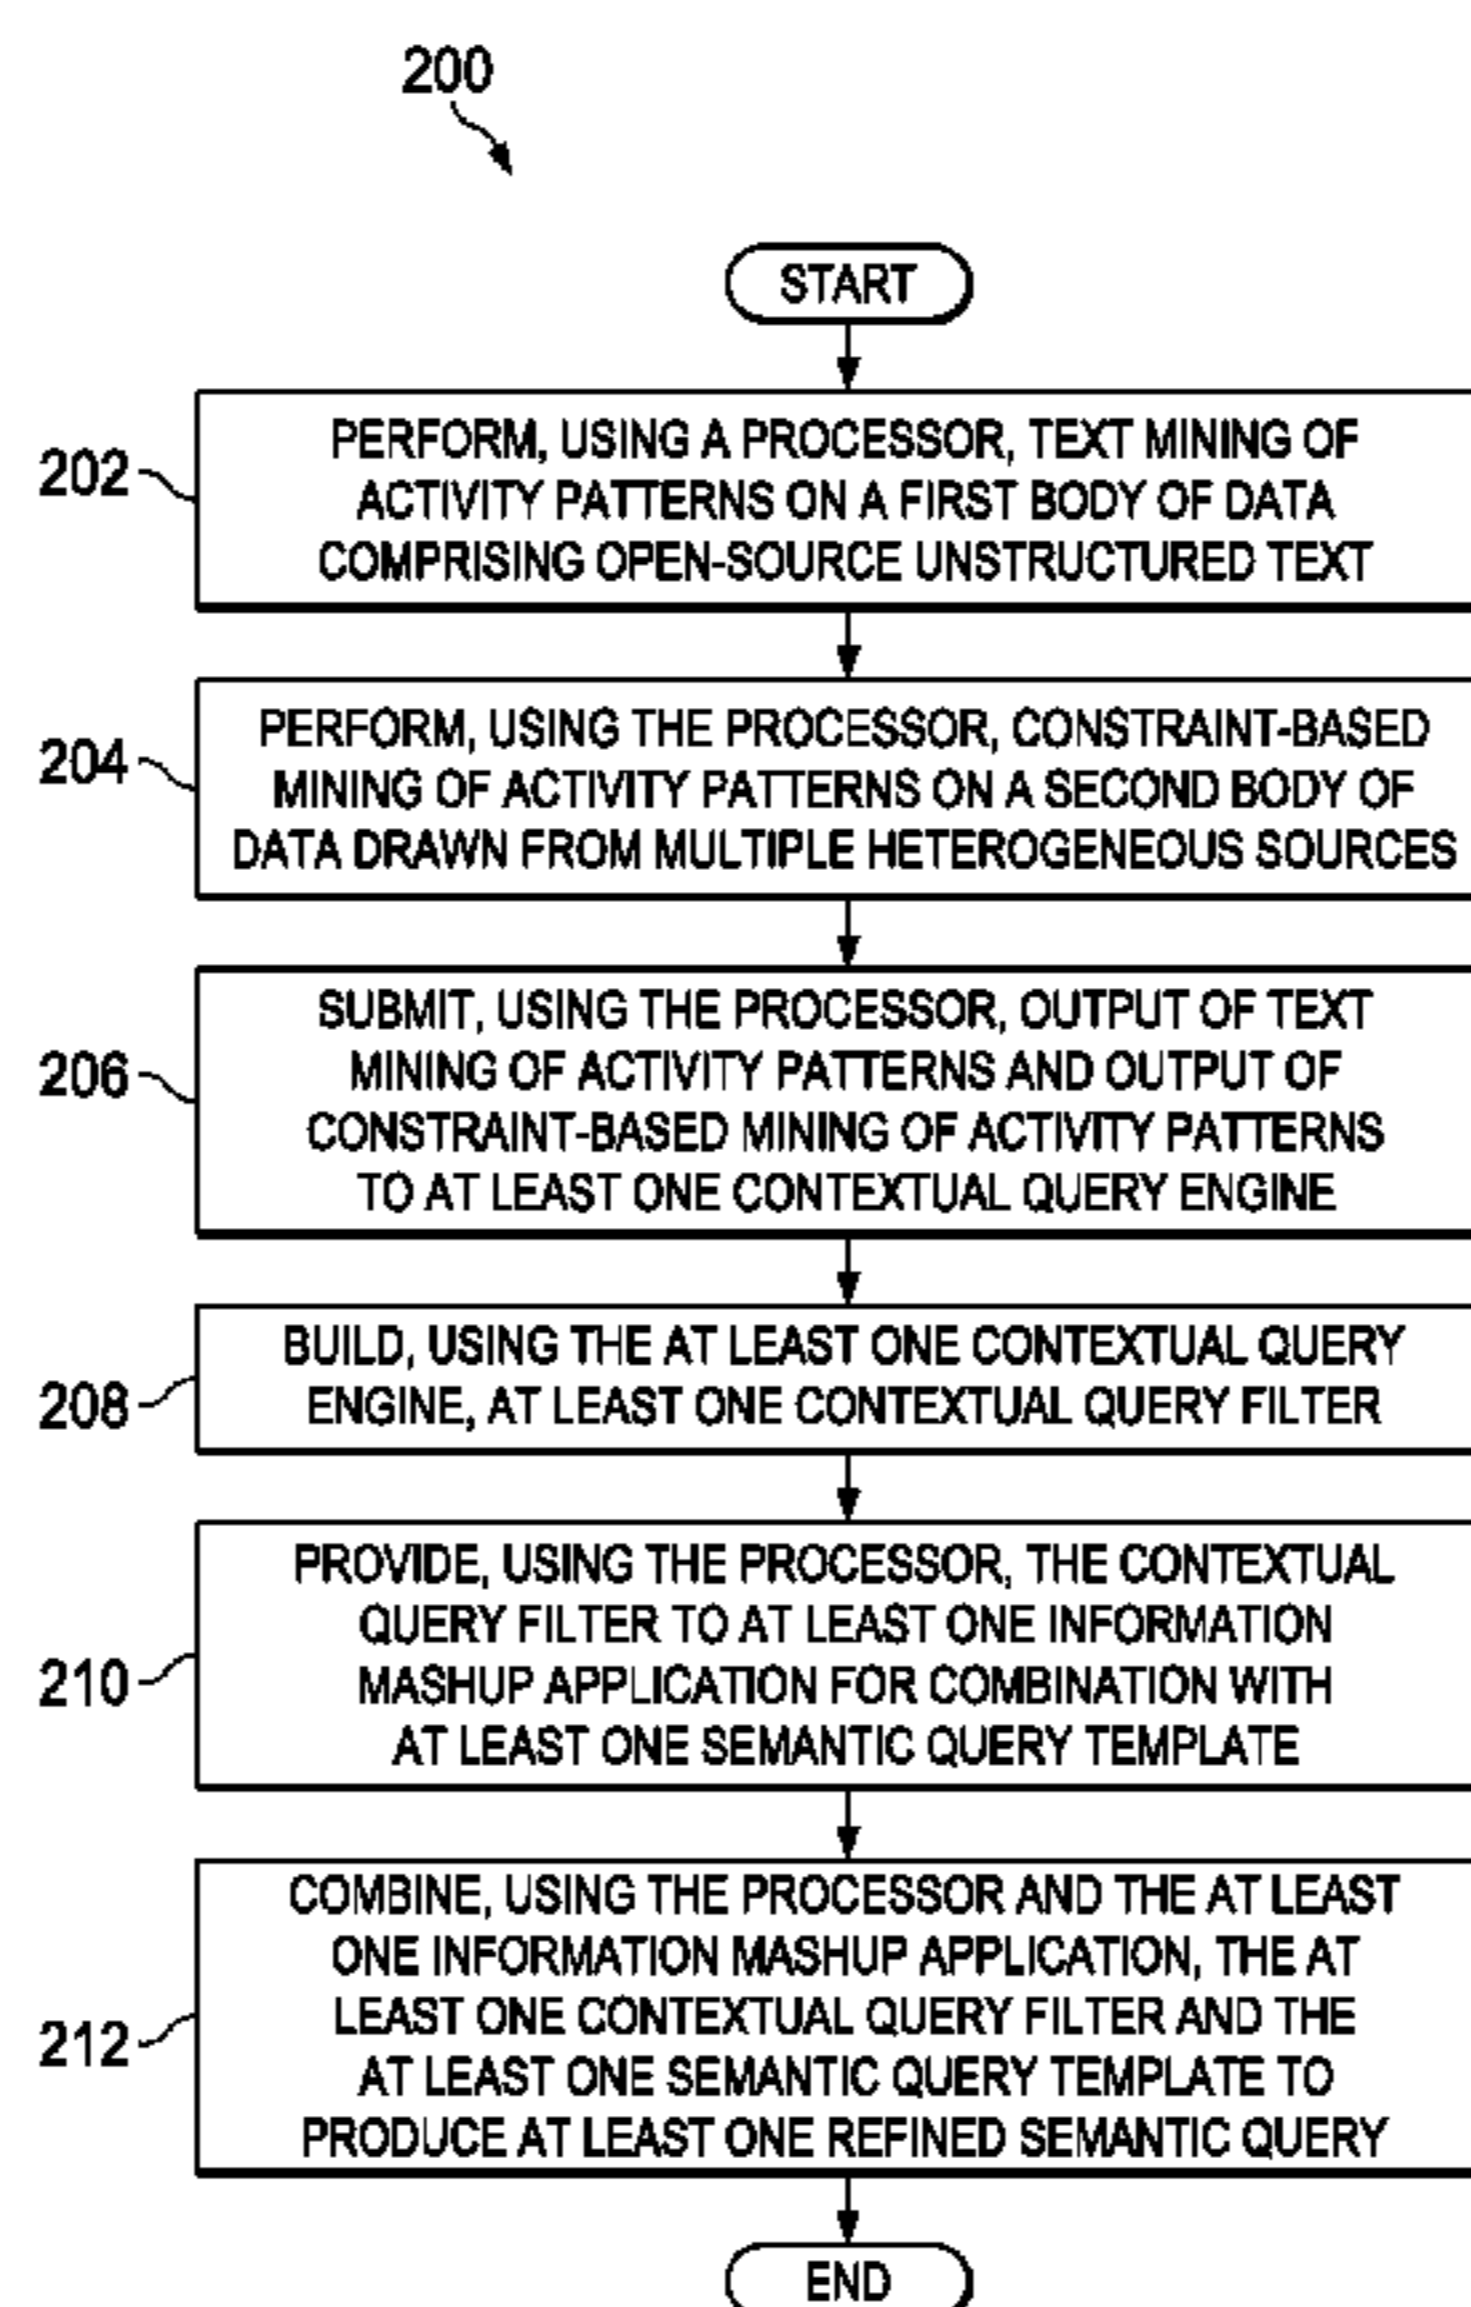 200
START
202
PERFORM, USING A PROCESSOR, TEXT MINING OF
ACTIVITY PATTERNS ON A FIRST BODY OF DATA
COMPRISING OPEN-SOURCE UNSTRUCTURED TEXT
204
PERFORM, USING THE PROCESSOR, CONSTRAINT-BASED
MINING OF ACTIVITY PATTERNS ON A SECOND BODY OF
DATA DRAWN FROM MULTIPLE HETEROGENEOUS SOURCES
206
SUBMIT, USING THE PROCESSOR, OUTPUT OF TEXT
MINING OF ACTIVITY PATTERNS AND OUTPUT OF
CONSTRAINT-BASED MINING OF ACTIVITY PATTERNS
TO AT LEAST ONE CONTEXTUAL QUERY ENGINE
208
BUILD, USING THE AT LEAST ONE CONTEXTUAL QUERY
ENGINE, AT LEAST ONE CONTEXTUAL QUERY FILTER
210
PROVIDE, USING THE PROCESSOR, THE CONTEXTUAL
QUERY FILTER TO AT LEAST ONE INFORMATION
MASHUP APPLICATION FOR COMBINATION WITH
AT LEAST ONE SEMANTIC QUERY TEMPLATE
212
COMBINE, USING THE PROCESSOR AND THE AT LEAST
ONE INFORMATION MASHUP APPLICATION, THE AT
LEAST ONE CONTEXTUAL QUERY FILTER AND THE
AT LEAST ONE SEMANTIC QUERY TEMPLATE TO
PRODUCE AT LEAST ONE REFINED SEMANTIC QUERY
END